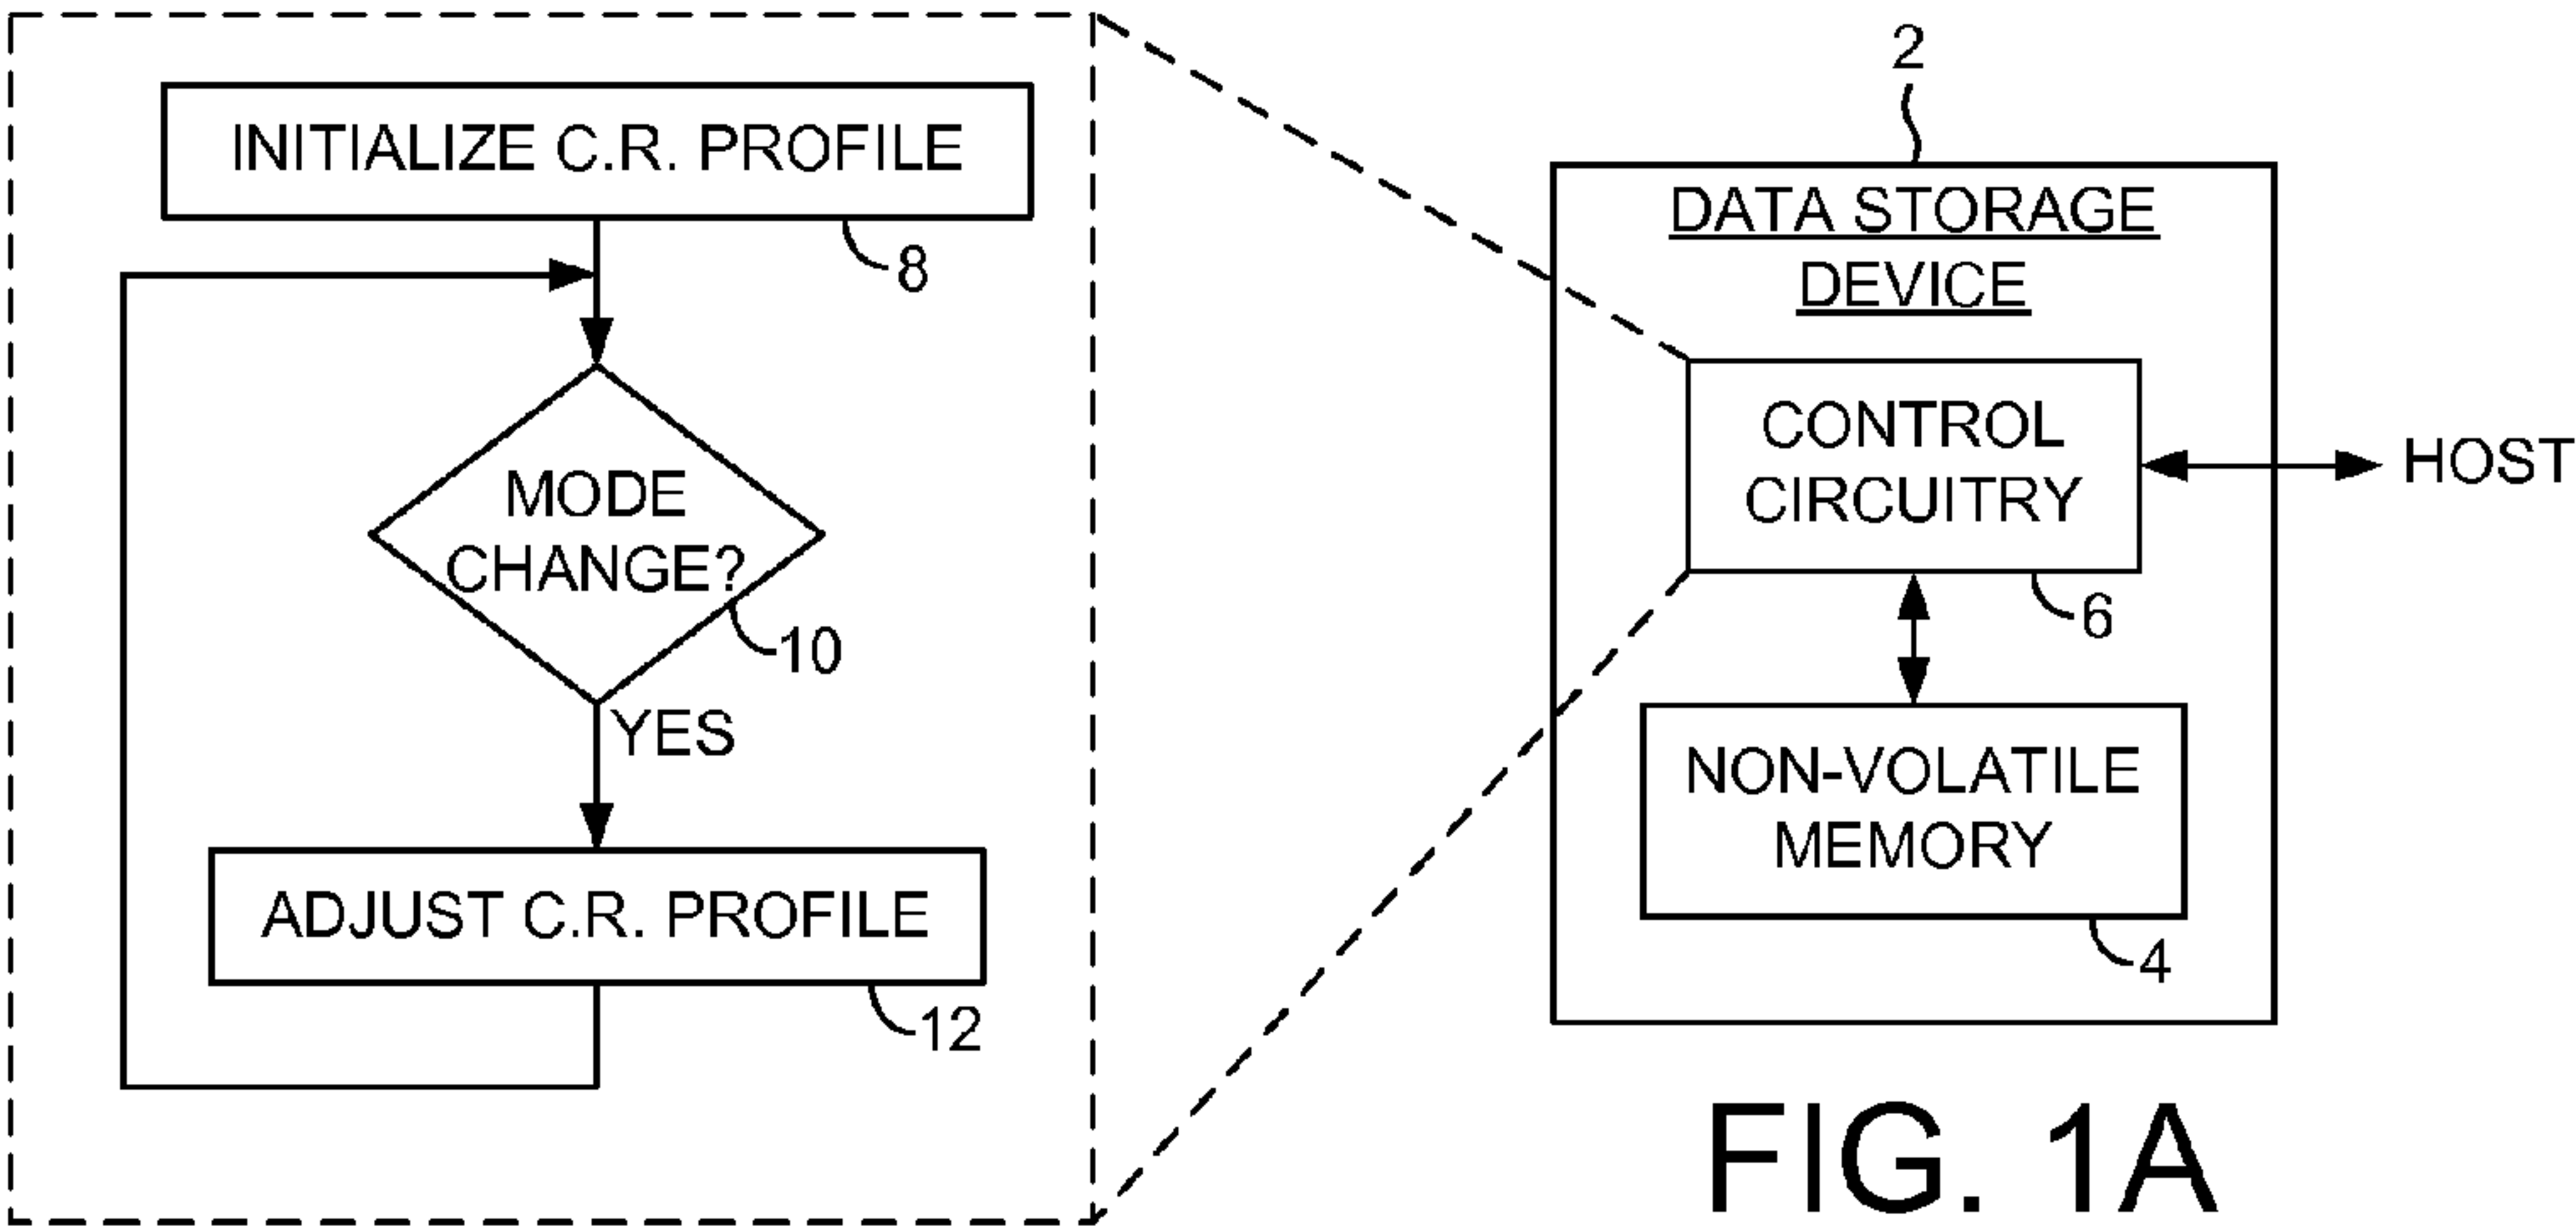 INITIALIZE C.R. PROFILE
8
MODE
CHANGE?
10
YES
ADJUST C.R. PROFILE
12
2
DATA STORAGE
DEVICE
CONTROL
CIRCUITRY
HOST
6
NON-VOLATILE
MEMORY
4
FIG. 1A